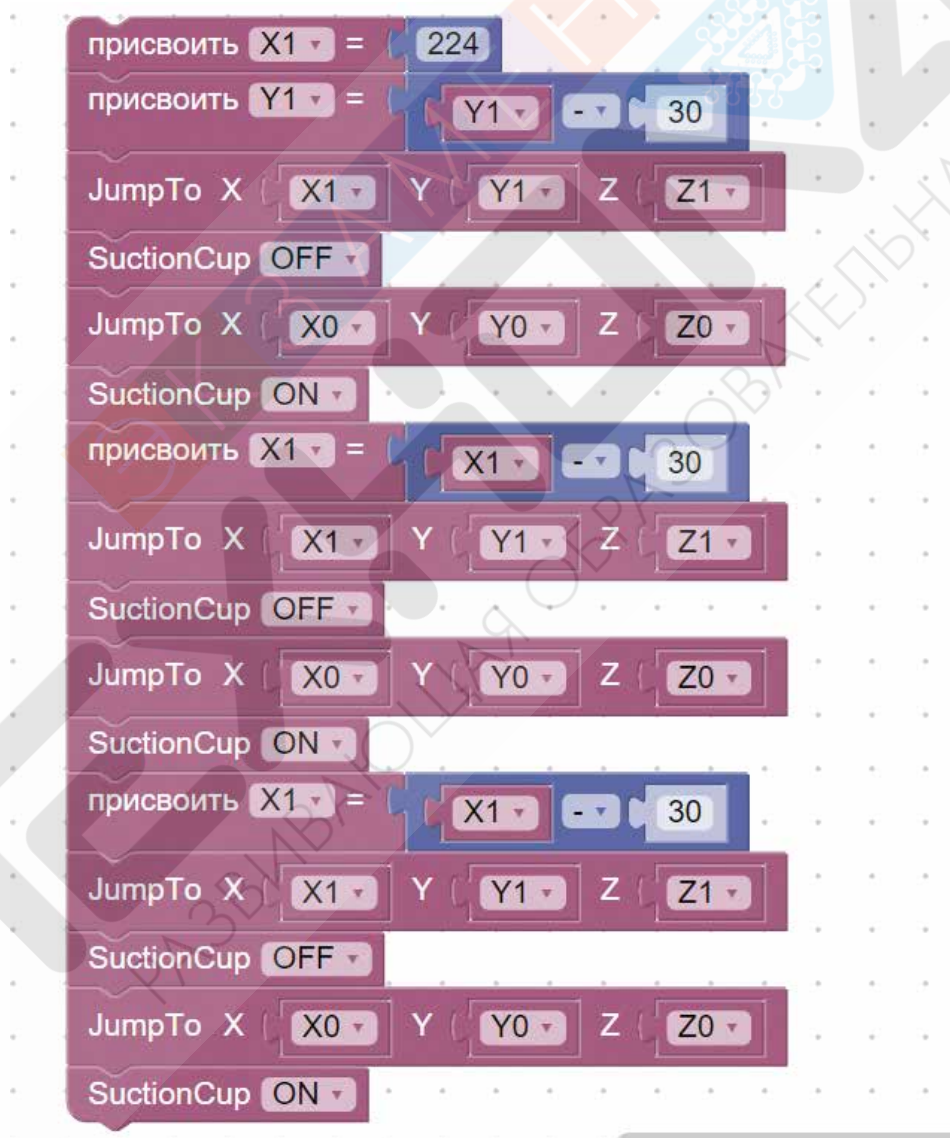 присвоить X1 = 224
присвоить Y1 = Y1 - 30
JumpTo X X1 Y Y1 Z Z1
SuctionCup OFF
JumpTo X X0 Y Y0 Z Z0
SuctionCup ON
присвоить X1 = X1 - 30
JumpTo X X1 Y Y1 Z Z1
SuctionCup OFF
JumpTo X X0 Y Y0 Z Z0
SuctionCup ON
присвоить X1 = X1 - 30
JumpTo X X1 Y Y1 Z Z1
SuctionCup OFF
JumpTo X X0 Y Y0 Z Z0
SuctionCup ON